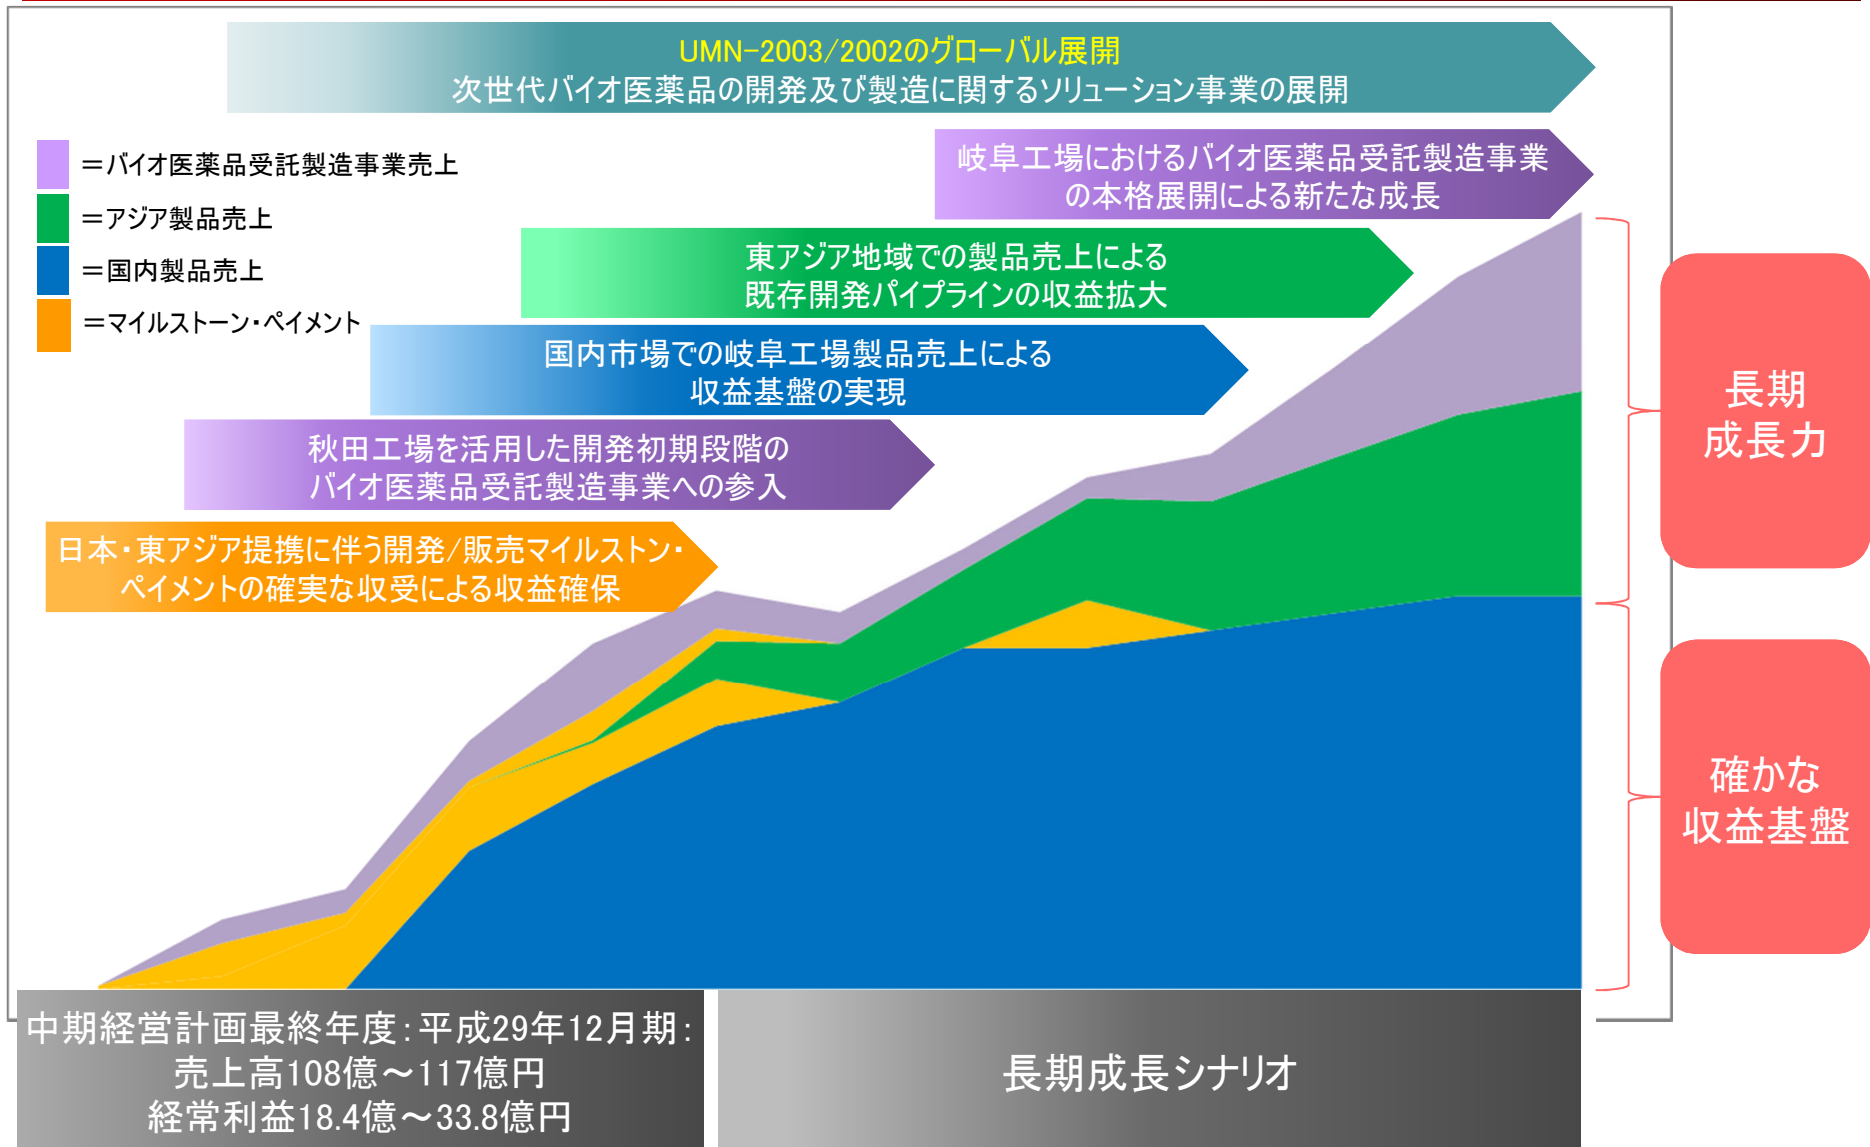 UMN-2003/2002のグローバル展開
次世代バイオ医薬品の開発及び製造に関するソリューション事業の展開
＝バイオ医薬品受託製造事業売上
＝アジア製品売上
＝国内製品売上
＝マイルストーン・ペイメント
岐阜工場におけるバイオ医薬品受託製造事業
の本格展開による新たな成長
東アジア地域での製品売上による
既存開発パイプラインの収益拡大
国内市場での岐阜工場製品売上による
収益基盤の実現
秋田工場を活用した開発初期段階の
バイオ医薬品受託製造事業への参入
日本・東アジア提携に伴う開発/販売マイルストン・
ペイメントの確実な収受による収益確保
長期
成長力
確かな
収益基盤
中期経営計画最終年度：平成29年12月期：
売上高108億～117億円
経常利益18.4億～33.8億円
長期成長シナリオ